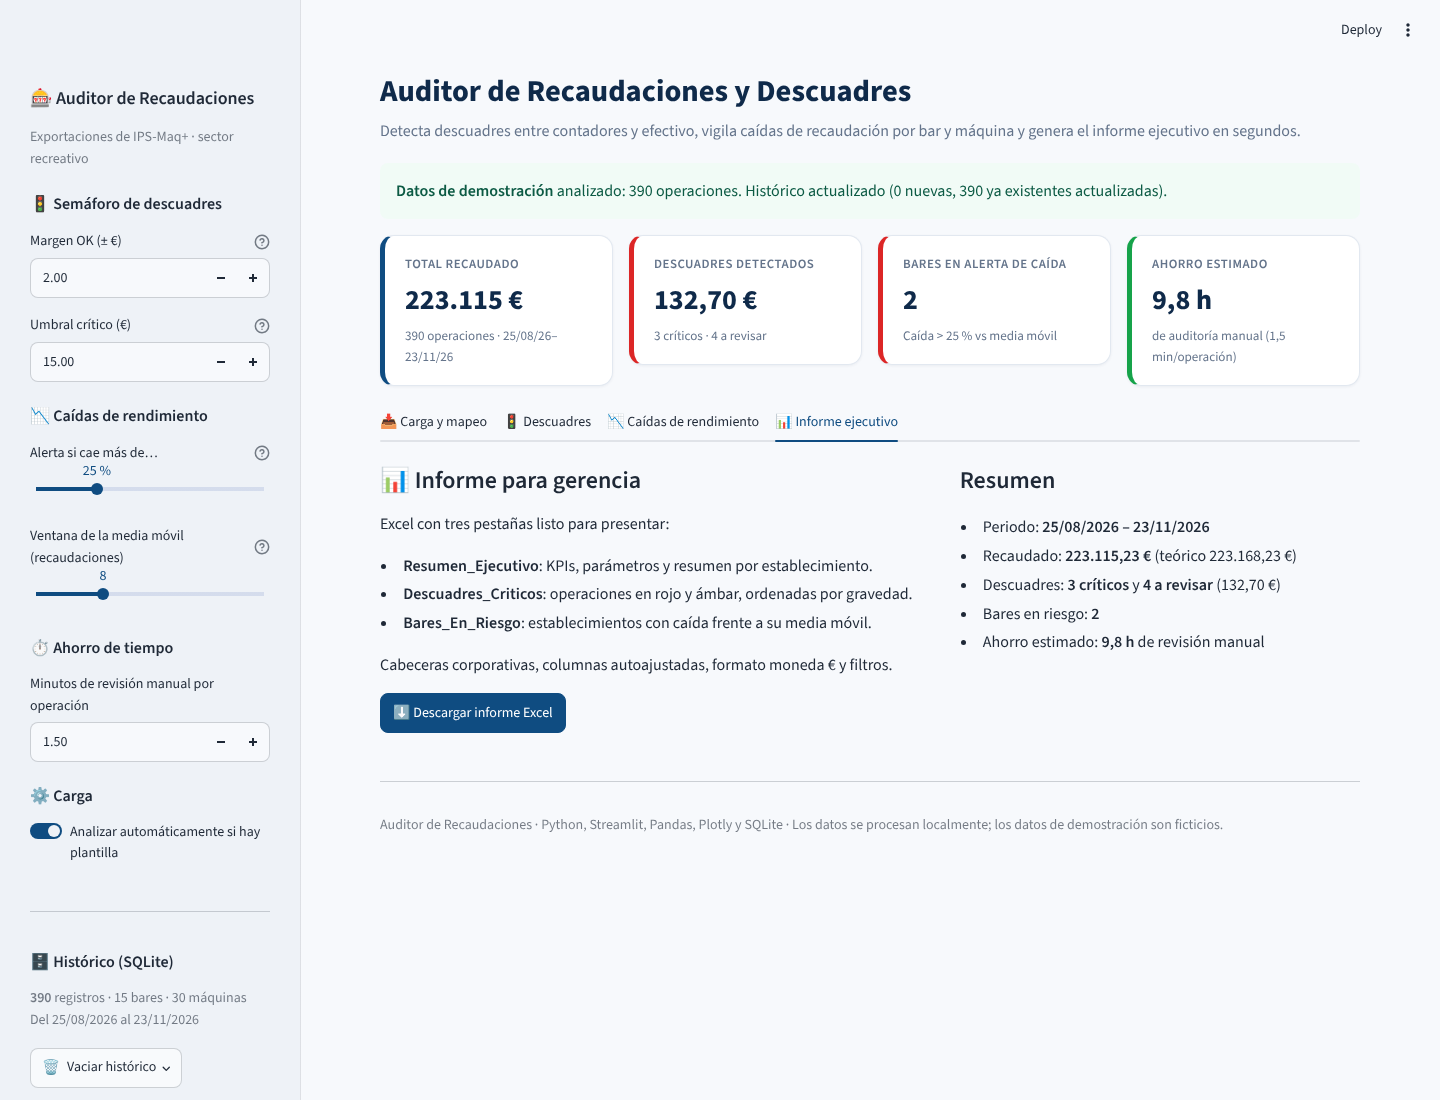 Deploy
🎰 Auditor de Recaudaciones
Exportaciones de IPS-Maq+ · sector
recreativo
🚦 Semáforo de descuadres
Margen OK (± €)
2.00
Umbral crítico (€)
15.00
📉 Caídas de rendimiento
Alerta si cae más de…
25 %
Ventana de la media móvil
(recaudaciones)
8
⏱️ Ahorro de tiempo
Minutos de revisión manual por
operación
1.50
⚙️ Carga
Analizar automáticamente si hay
plantilla
🗄️ Histórico (SQLite)
390 registros · 15 bares · 30 máquinas
Del 25/08/2026 al 23/11/2026
🗑️ Vaciar histórico
Auditor de Recaudaciones y Descuadres
Detecta descuadres entre contadores y efectivo, vigila caídas de recaudación por bar y máquina y genera el informe ejecutivo en segundos.
Datos de demostración analizado: 390 operaciones. Histórico actualizado (0 nuevas, 390 ya existentes actualizadas).
TOTAL RECAUDADO
223.115 €
390 operaciones · 25/08/26–
23/11/26
DESCUADRES DETECTADOS
132,70 €
3 críticos · 4 a revisar
BARES EN ALERTA DE CAÍDA
2
Caída > 25 % vs media móvil
AHORRO ESTIMADO
9,8 h
de auditoría manual (1,5
min/operación)
📥 Carga y mapeo 🚦 Descuadres 📉 Caídas de rendimiento 📊 Informe ejecutivo
📊 Informe para gerencia
Excel con tres pestañas listo para presentar:
• Resumen_Ejecutivo: KPIs, parámetros y resumen por establecimiento.
• Descuadres_Criticos: operaciones en rojo y ámbar, ordenadas por gravedad.
• Bares_En_Riesgo: establecimientos con caída frente a su media móvil.
Cabeceras corporativas, columnas autoajustadas, formato moneda € y filtros.
⬇️ Descargar informe Excel
Resumen
• Periodo: 25/08/2026 – 23/11/2026
• Recaudado: 223.115,23 € (teórico 223.168,23 €)
• Descuadres: 3 críticos y 4 a revisar (132,70 €)
• Bares en riesgo: 2
• Ahorro estimado: 9,8 h de revisión manual
Auditor de Recaudaciones · Python, Streamlit, Pandas, Plotly y SQLite · Los datos se procesan localmente; los datos de demostración son ficticios.